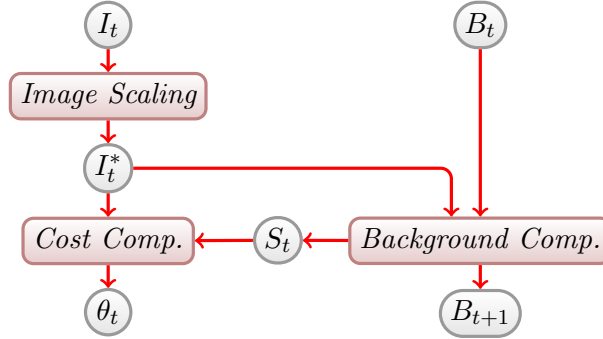 I_t B_t
Image Scaling
I_t^*
Cost Comp. S_t Background Comp.
θ_t B_{t+1}